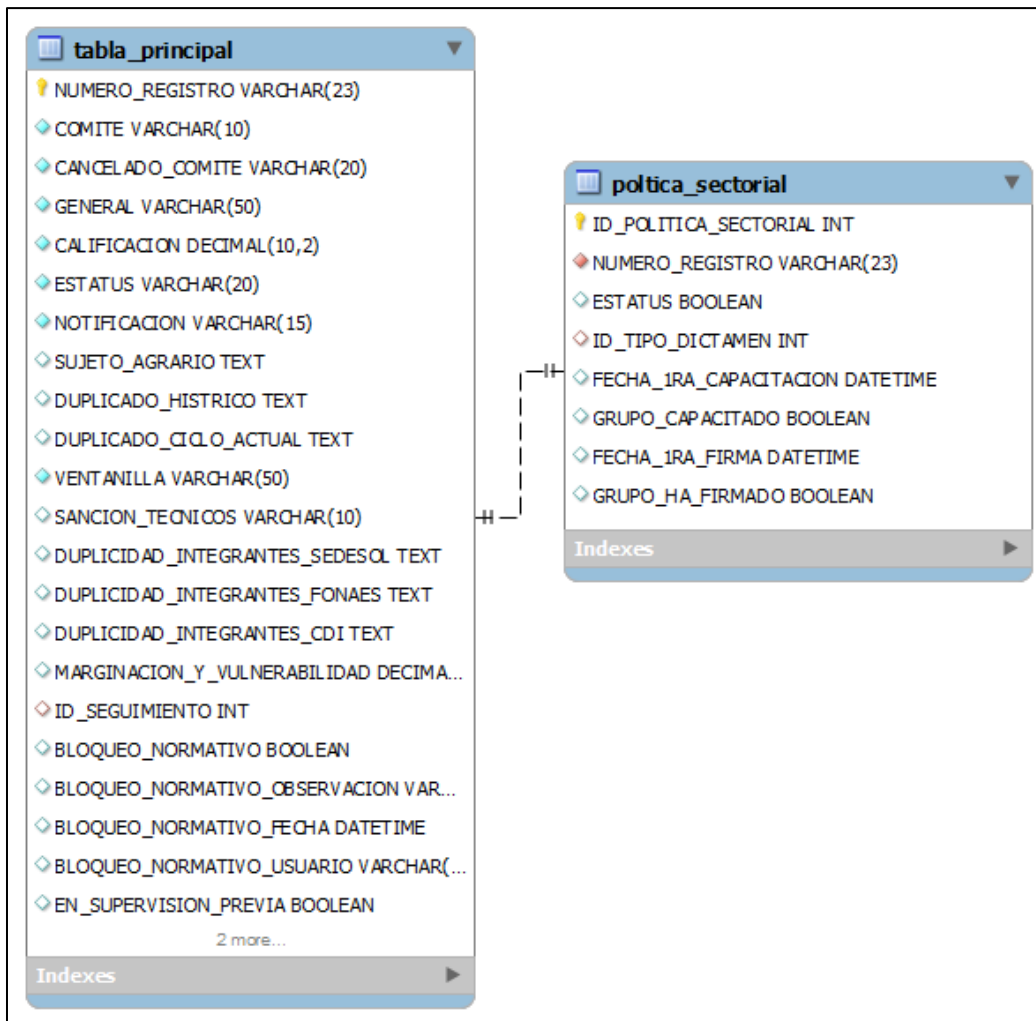 tabla_principal
NUMERO_REGISTRO VARCHAR(23)
COMITE VARCHAR(10)
CANCELADO_COMITE VARCHAR(20)
GENERAL VARCHAR(50)
CALIFICACION DECIMAL(10,2)
ESTATUS VARCHAR(20)
NOTIFICACION VARCHAR(15)
SUJETO_AGRARIO TEXT
DUPLICADO_HISTRICO TEXT
DUPLICADO_CICLO_ACTUAL TEXT
VENTANILLA VARCHAR(50)
SANCION_TECNICOS VARCHAR(10)
DUPLICIDAD_INTEGRANTES_SEDESOL TEXT
DUPLICIDAD_INTEGRANTES_FONAES TEXT
DUPLICIDAD_INTEGRANTES_CDI TEXT
MARGINACION_Y_VULNERABILIDAD DECIMA...
ID_SEGUIMIENTO INT
BLOQUEO_NORMATIVO BOOLEAN
BLOQUEO_NORMATIVO_OBSERVACION VAR...
BLOQUEO_NORMATIVO_FECHA DATETIME
BLOQUEO_NORMATIVO_USUARIO VARCHAR(...
EN_SUPERVISION_PREVIA BOOLEAN
2 more...
Indexes
poltica_sectorial
ID_POLITICA_SECTORIAL INT
NUMERO_REGISTRO VARCHAR(23)
ESTATUS BOOLEAN
ID_TIPO_DICTAMEN INT
FECHA_1RA_CAPACITACION DATETIME
GRUPO_CAPACITADO BOOLEAN
FECHA_1RA_FIRMA DATETIME
GRUPO_HA_FIRMADO BOOLEAN
Indexes